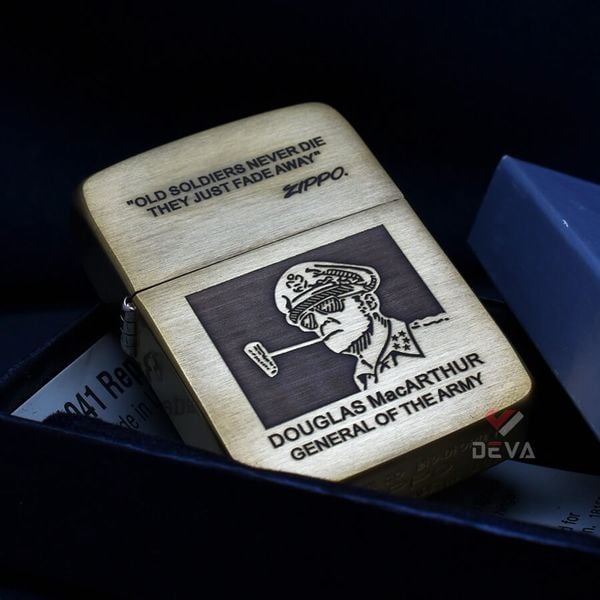 "OLD SOLDIERS NEVER DIE
THEY JUST FADE AWAY"
ZIPPO.
DOUGLAS MacARTHUR
GENERAL OF THE ARMY
DEVA